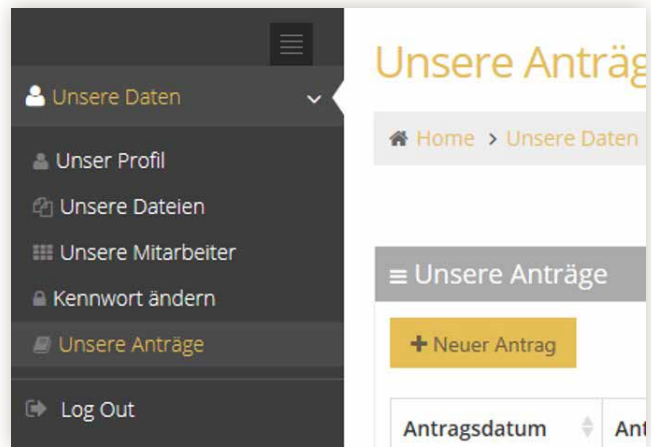 Unsere Daten
Unser Profil
Unsere Dateien
Unsere Mitarbeiter
Kennwort ändern
Unsere Anträge
Log Out
Unsere
Home > Unsere Daten
Unsere Anträge
+ Neuer Antrag
Antragsdatum